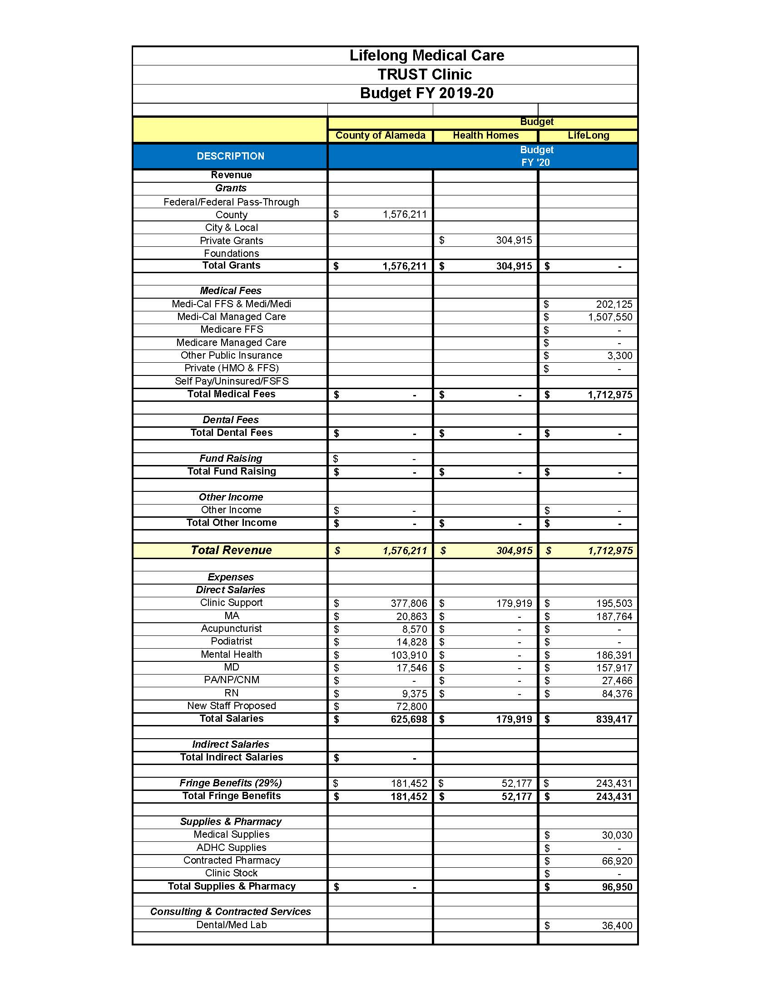 Lifelong Medical Care
TRUST Clinic
Budget FY 2019-20
Budget
County of Alameda Health Homes LifeLong
DESCRIPTION Budget
FY '20
Revenue
Grants
Federal/Federal Pass-Through
County $ 1,576,211
City & Local
Private Grants $ 304,915
Foundations
Total Grants $ 1,576,211 $ 304,915 $ -
Medical Fees
Medi-Cal FFS & Medi/Medi $ 202,125
Medi-Cal Managed Care $ 1,507,550
Medicare FFS $ -
Medicare Managed Care $ -
Other Public Insurance $ 3,300
Private (HMO & FFS) $ -
Self Pay/Uninsured/FSFS
Total Medical Fees $ - $ - $ 1,712,975
Dental Fees
Total Dental Fees $ - $ - $ -
Fund Raising $ -
Total Fund Raising $ - $ - $ -
Other Income
Other Income $ - $ -
Total Other Income $ - $ - $ -
Total Revenue $ 1,576,211 $ 304,915 $ 1,712,975
Expenses
Direct Salaries
Clinic Support $ 377,806 $ 179,919 $ 195,503
MA $ 20,863 $ - $ 187,764
Acupuncturist $ 8,570 $ - $ -
Podiatrist $ 14,828 $ - $ -
Mental Health $ 103,910 $ - $ 186,391
MD $ 17,546 $ - $ 157,917
PA/NP/CNM $ - $ - $ 27,466
RN $ 9,375 $ - $ 84,376
New Staff Proposed $ 72,800
Total Salaries $ 625,698 $ 179,919 $ 839,417
Indirect Salaries
Total Indirect Salaries $ -
Fringe Benefits (29%) $ 181,452 $ 52,177 $ 243,431
Total Fringe Benefits $ 181,452 $ 52,177 $ 243,431
Supplies & Pharmacy
Medical Supplies $ 30,030
ADHC Supplies $ -
Contracted Pharmacy $ 66,920
Clinic Stock $ -
Total Supplies & Pharmacy $ - $ 96,950
Consulting & Contracted Services
Dental/Med Lab $ 36,400